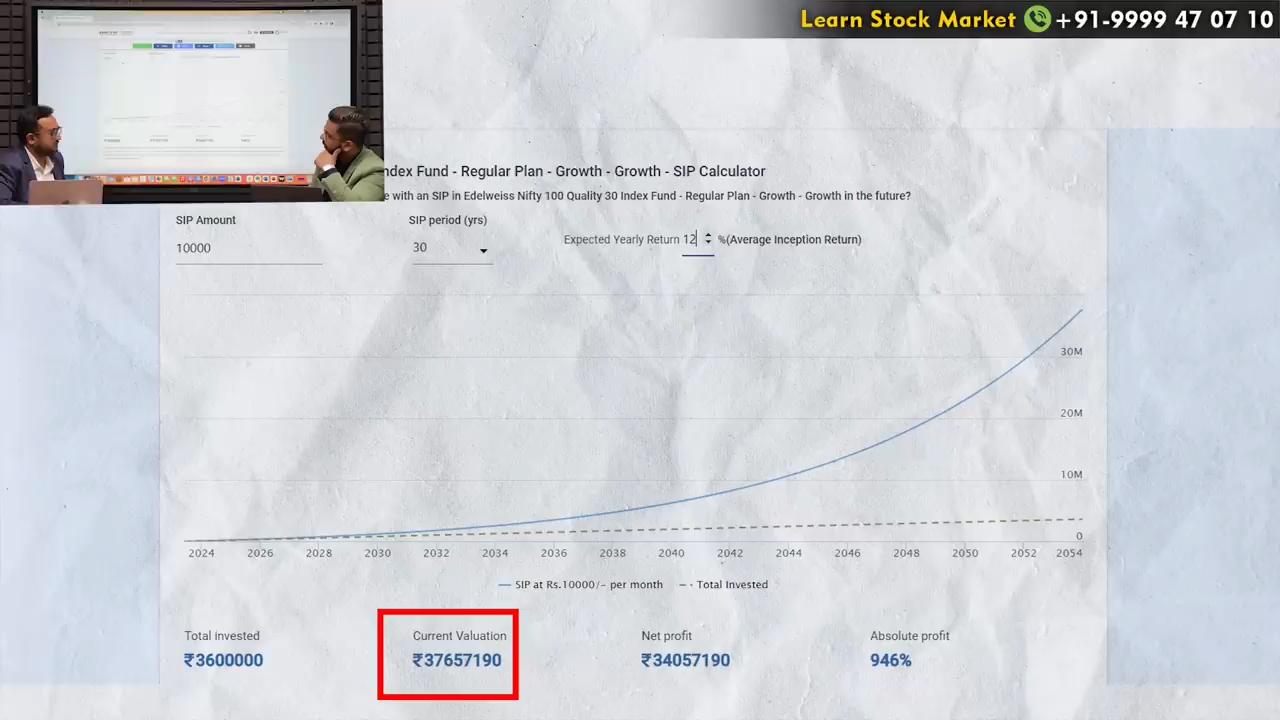 Learn Stock Market +91-9999 47 07 10
ndex Fund - Regular Plan - Growth - Growth - SIP Calculator
e with an SIP in Edelweiss Nifty 100 Quality 30 Index Fund - Regular Plan - Growth - Growth in the future?
SIP Amount
SIP period (yrs)
10000
30
Expected Yearly Return 12 %(Average Inception Return)
30M
20M
10M
0
2024 2026 2028 2030 2032 2034 2036 2038 2040 2042 2044 2046 2048 2050 2052 2054
SIP at Rs.10000/- per month
Total Invested
Total invested
₹3600000
Current Valuation
₹37657190
Net profit
₹34057190
Absolute profit
946%